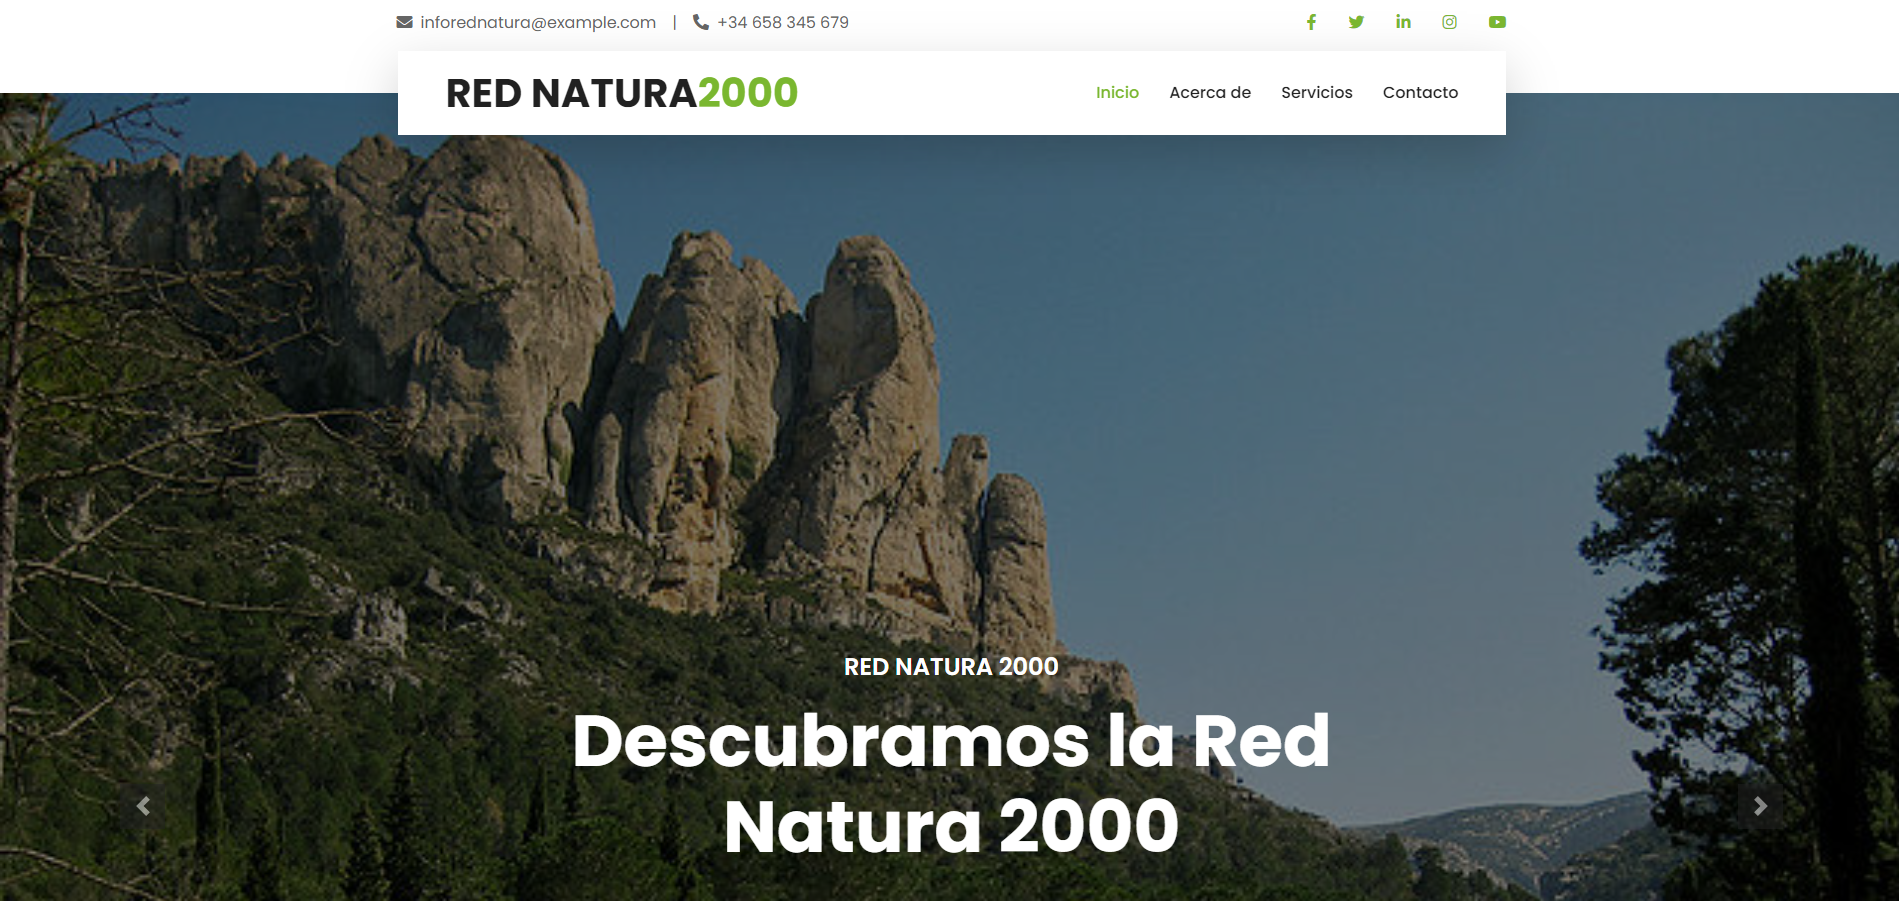 inforednatura@example.com | +34 658 345 679
RED NATURA2000
Inicio Acerca de Servicios Contacto
RED NATURA 2000
Descubramos la Red
Natura 2000